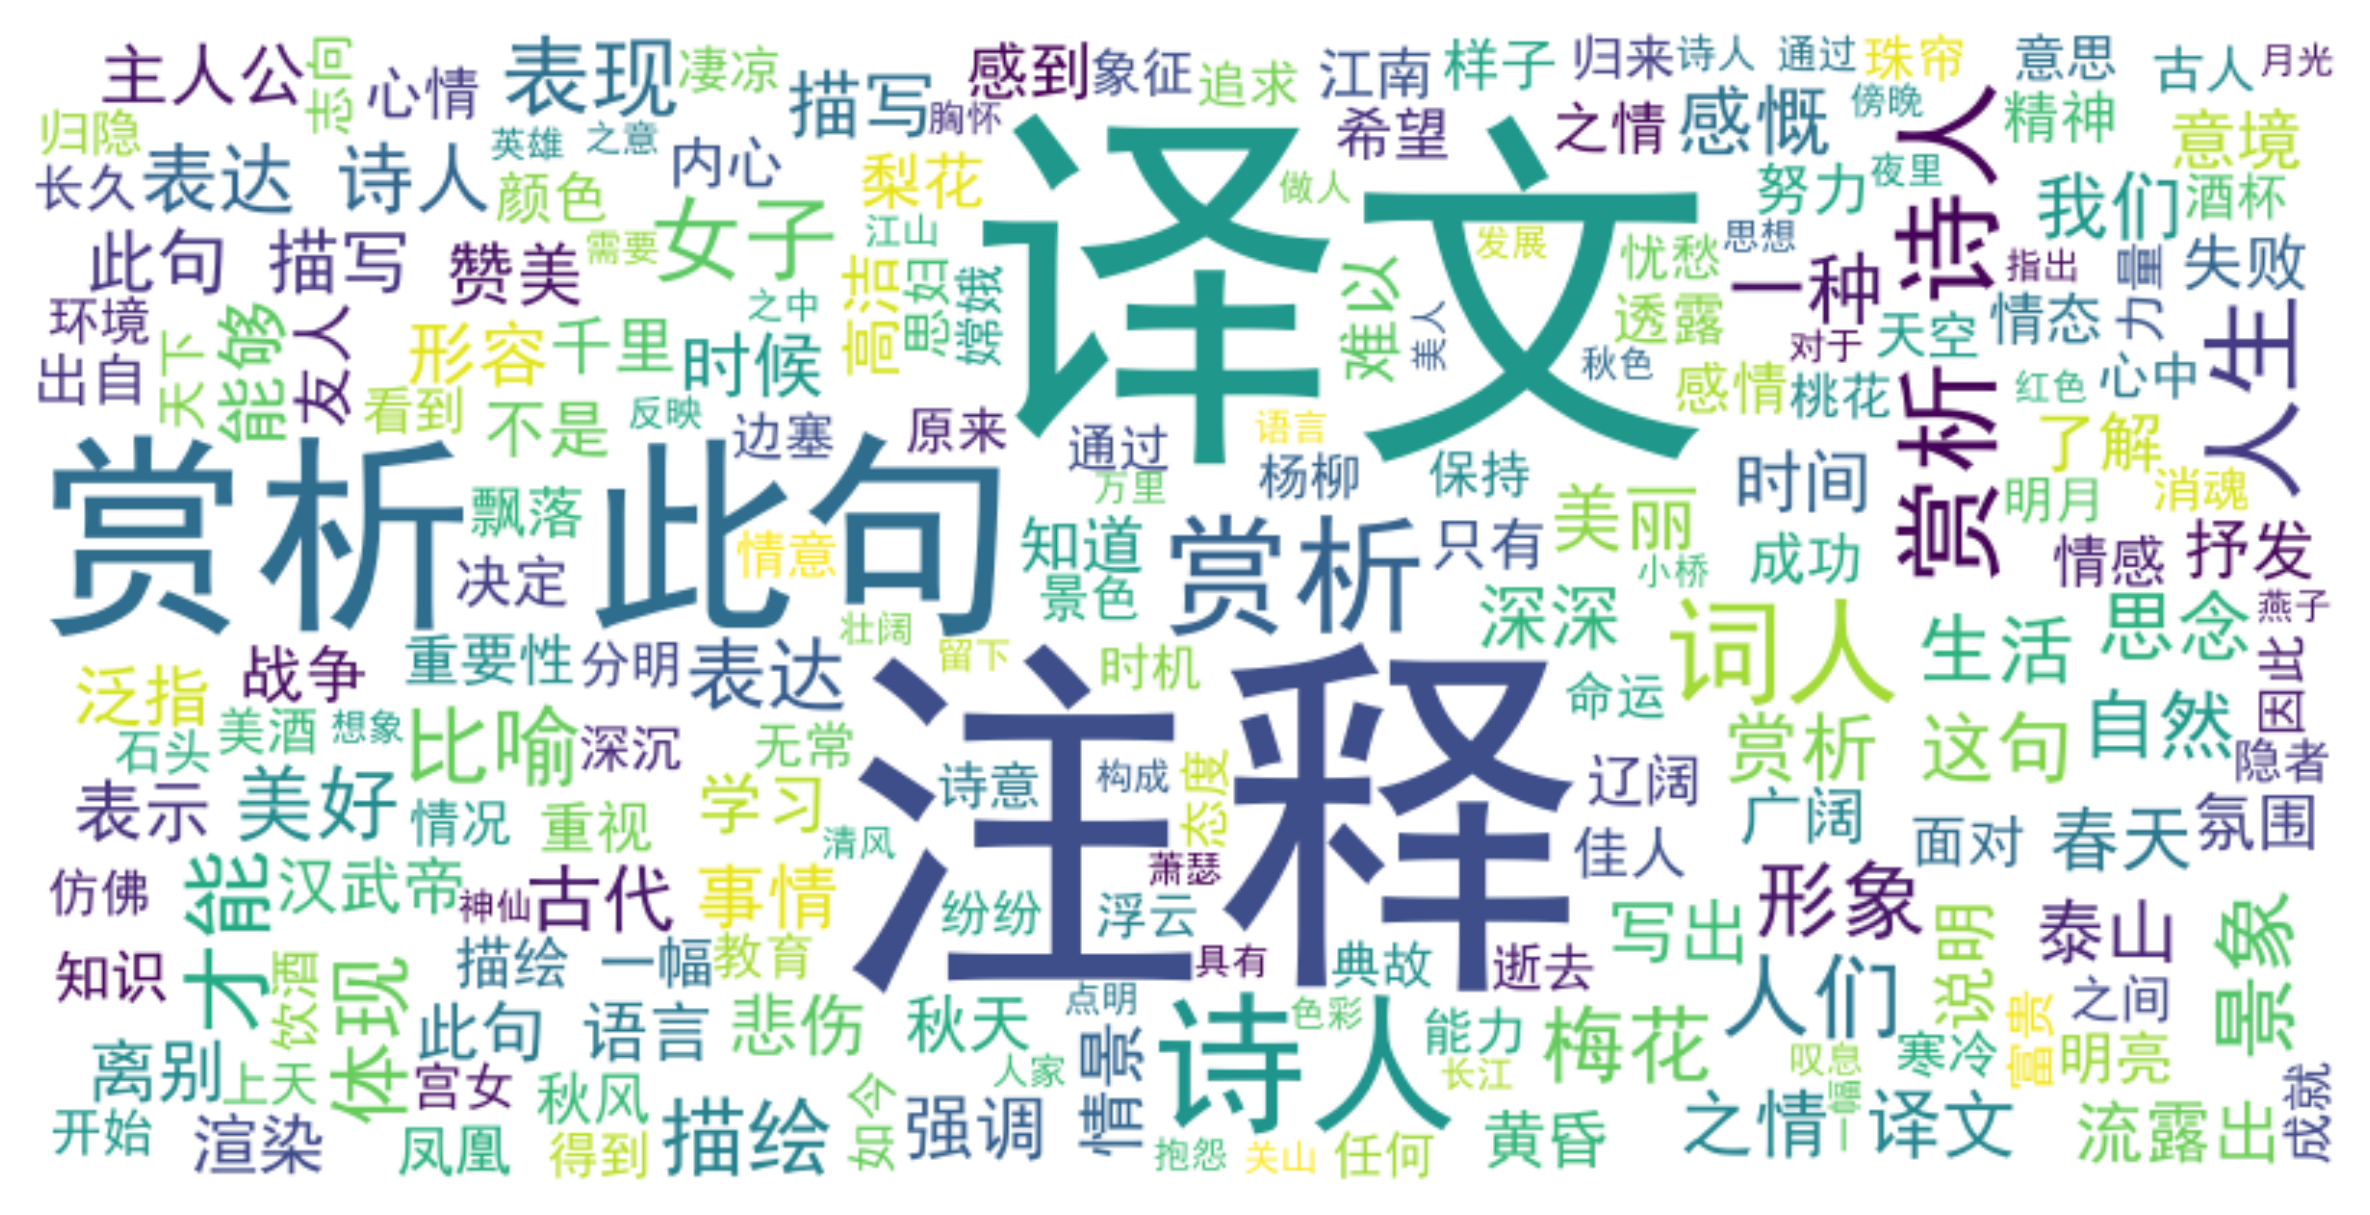 主人公 志向 心情 表现 凄凉 描写 感到 象征 追求 江南 样子 归来 诗人 通过 珠帘 意思 古人 月光
归隐 英雄 之意 胸怀 希望 之情 感慨 傍晚 精神 意境
长久 表达 诗人 颜色 内心 梨花 译文 做人 努力 夜里 赏析 诗人 我们 酒杯
此句 描写 赞美 需要 女子 江山 发展 忧愁 思想 一种 指出 力量 失败
环境 友人 形容 千里 之中 高洁 思妇 嫦娥 难以 美人 透露 情态
出自 天下 能够 看到 不是 反映 时候 秋色 感情 桃花 对于 天空 红色 心中 人生
赏析 此句 边塞 原来 通过 语言 杨柳 保持 时间 了解
飘落 情意 万里 知道 赏析 只有 美丽 明月 消魂
决定 景色 小桥 成功 情感 抒发
壮阔 深深 词人 生活 思念 燕子
泛指 战争 重要性 分明 表达 留下 时机 注释 命运 因此
石头 美酒 想象 比喻 深沉 无常 赏析 这句 自然 隐者
表示 美好 情况 重视 学习 诗意 构成 态度 辽阔 广阔 面对 春天 氛围
清风 佳人
仿佛 才能 汉武帝 神仙 古代 事情 萧瑟 纷纷 浮云 写出 形象 说明 泰山 景象
知识 饮酒 体现 描绘 一幅 教育 具有 典故 逝去 人们 之间
离别 此句 语言 悲伤 秋天 点明 情景 诗人 色彩 能力 梅花 寒冷 富贵 明亮
上天 宫女 秋风 人家 长江 叹息
开始 渲染 凤凰 得到 描绘 如今 强调 抱怨 关山 任何 黄昏 之情 一幅 译文 流露出 成就